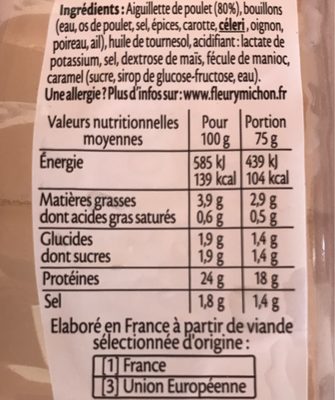 Ingrédients : Aiguillette de poulet (80%), bouillons
(eau, os de poulet, sel, épices, carotte, céleri, oignon,
poireau, ail), huile de tournesol, acidifiant : lactate de
potassium, sel, dextrose de maïs, fécule de manioc,
caramel (sucre, sirop de glucose-fructose, eau).
Une allergie ? Plus d'infos sur : www.fleurymichon.fr
Valeurs nutritionnelles Pour Portion
moyennes 100 g 75 g
Énergie 585 kJ 439 kJ
139 kcal 104 kcal
Matières grasses 3,9 g 2,9 g
dont acides gras saturés 0,6 g 0,5 g
Glucides 1,9 g 1,4 g
dont sucres 1,9 g 1,4 g
Protéines 24 g 18 g
Sel 1,8 g 1,4 g
Elaboré en France à partir de viande
sélectionnée d'origine :
[1] France
[3] Union Européenne